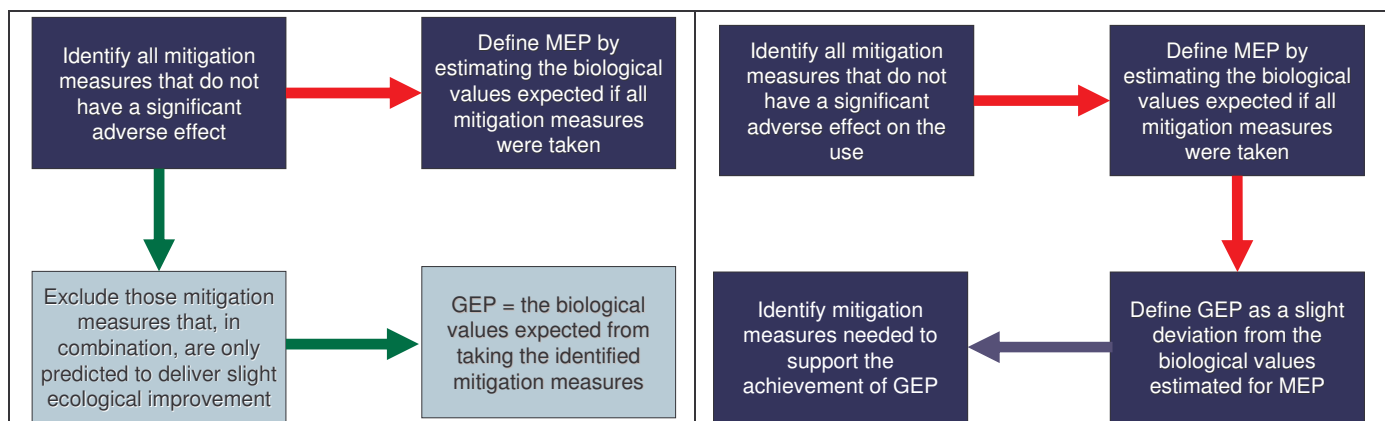 Identify all mitigation
measures that do not
have a significant
adverse effect
Define MEP by
estimating the biological
values expected if all
mitigation measures
were taken
Exclude those mitigation
measures that, in
combination, are only
predicted to deliver slight
ecological improvement
GEP = the biological
values expected from
taking the identified
mitigation measures
Identify all mitigation
measures that do not
have a significant
adverse effect on the
use
Define MEP by
estimating the biological
values expected if all
mitigation measures
were taken
Identify mitigation
measures needed to
support the
achievement of GEP
Define GEP as a slight
deviation from the
biological values
estimated for MEP